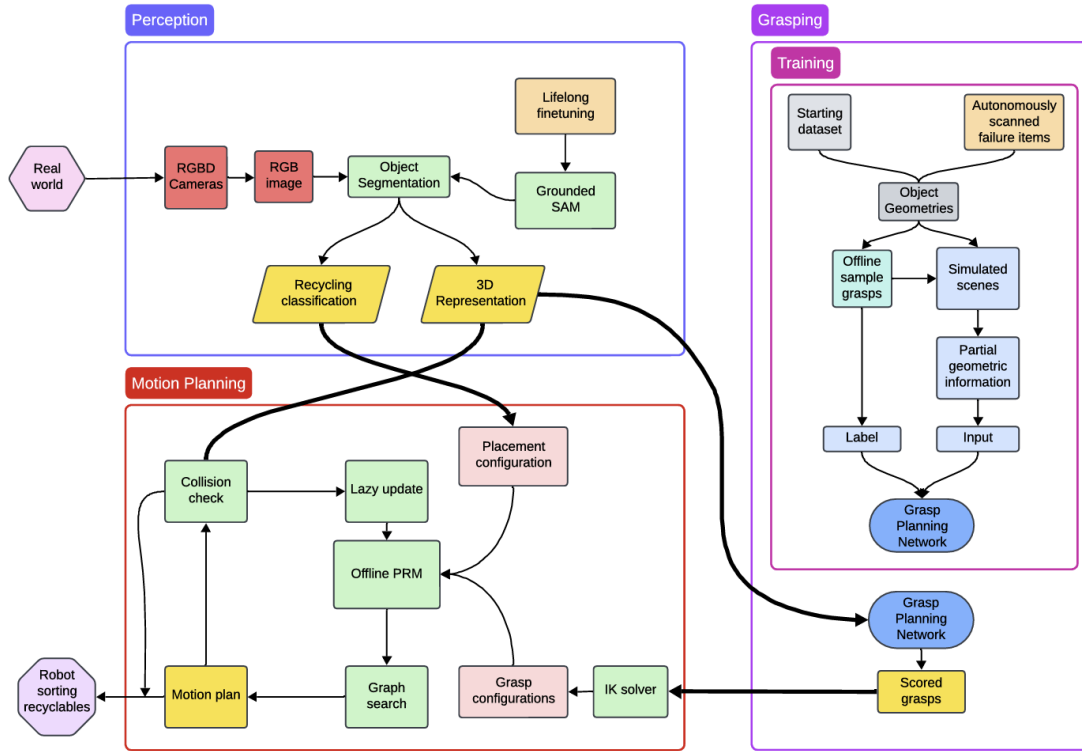 Perception
Lifelong
finetuning
Real
world
RGBD
Cameras
RGB
image
Object
Segmentation
Grounded
SAM
Recycling
classification
3D
Representation
Motion Planning
Placement
configuration
Collision
check
Lazy update
Offline PRM
Robot
sorting
recyclables
Motion plan
Graph
search
Grasp
configurations
IK solver
Grasping
Training
Starting
dataset
Autonomously
scanned
failure items
Object
Geometries
Offline
sample
grasps
Simulated
scenes
Partial
geometric
information
Label
Input
Grasp
Planning
Network
Grasp
Planning
Network
Scored
grasps